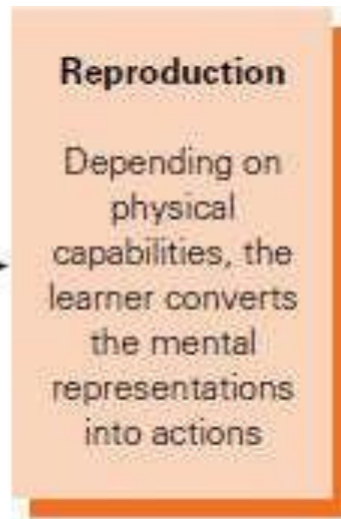 Reproduction
Depending on
physical
capabilities, the
learner converts
the mental
representations
into actions